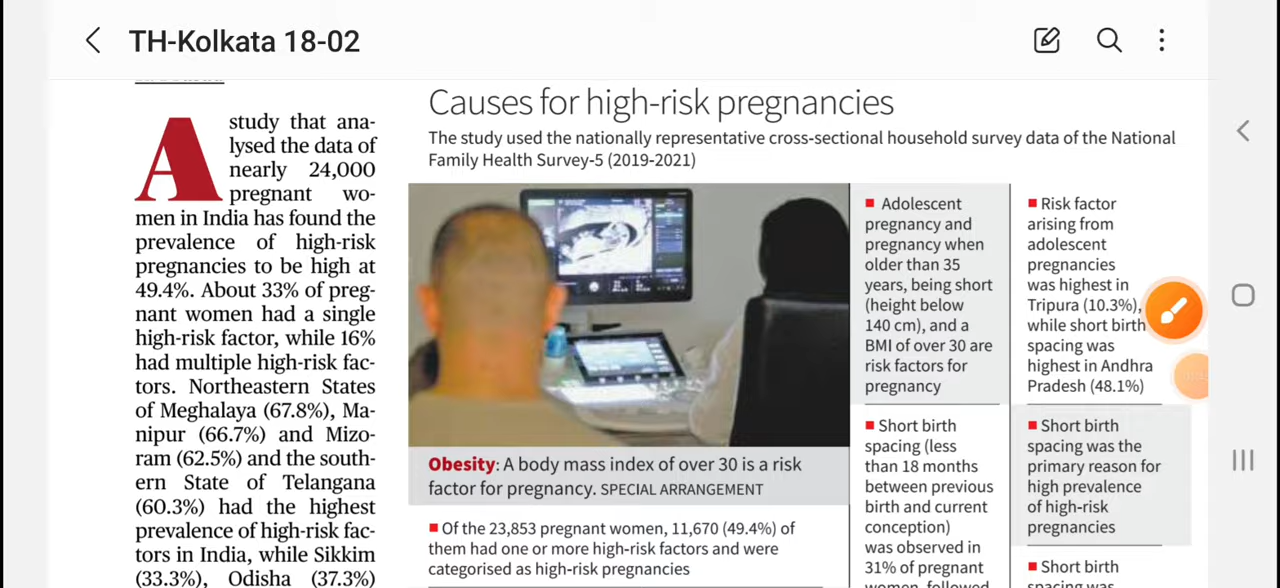 TH-Kolkata 18-02
A study that ana-
lysed the data of
nearly 24,000
pregnant wo-
men in India has found the
prevalence of high-risk
pregnancies to be high at
49.4%. About 33% of preg-
nant women had a single
high-risk factor, while 16%
had multiple high-risk fac-
tors. Northeastern States
of Meghalaya (67.8%), Ma-
nipur (66.7%) and Mizo-
ram (62.5%) and the south-
ern State of Telangana
(60.3%) had the highest
prevalence of high-risk fac-
tors in India, while Sikkim
(33.3%), Odisha (37.3%)
Causes for high-risk pregnancies
The study used the nationally representative cross-sectional household survey data of the National
Family Health Survey-5 (2019-2021)
Obesity: A body mass index of over 30 is a risk
factor for pregnancy. SPECIAL ARRANGEMENT
■ Of the 23,853 pregnant women, 11,670 (49.4%) of
them had one or more high-risk factors and were
categorised as high-risk pregnancies
■ Adolescent
pregnancy and
pregnancy when
older than 35
years, being short
(height below
140 cm), and a
BMI of over 30 are
risk factors for
pregnancy
■ Short birth
spacing (less
than 18 months
between previous
birth and current
conception)
was observed in
31% of pregnant
women, followed
■ Risk factor
arising from
adolescent
pregnancies
was highest in
Tripura (10.3%),
while short birth
spacing was
highest in Andhra
Pradesh (48.1%)
■ Short birth
spacing was the
primary reason for
high prevalence
of high-risk
pregnancies
■ Short birth
spacing was